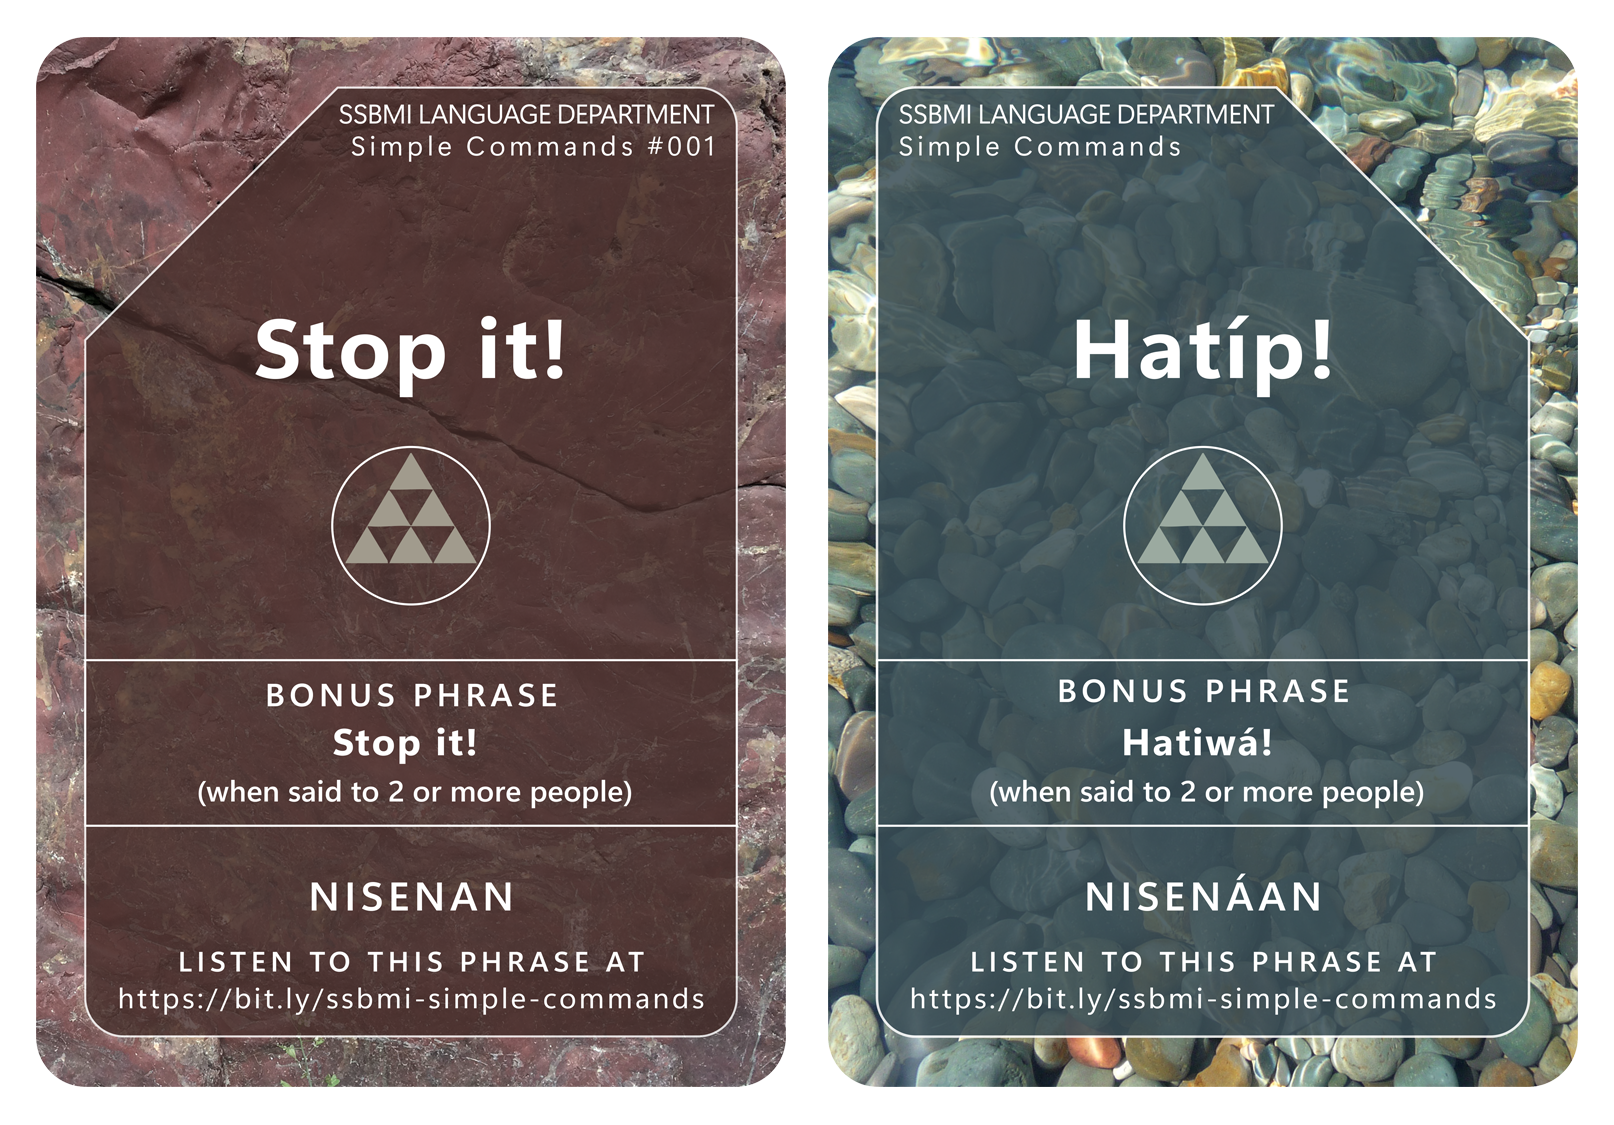 SSBMI LANGUAGE DEPARTMENT
Simple Commands #001
Stop it!
BONUS PHRASE
Stop it!
(when said to 2 or more people)
NISENAN
LISTEN TO THIS PHRASE AT
https://bit.ly/ssbmi-simple-commands
SSBMI LANGUAGE DEPARTMENT
Simple Commands
Hatíp!
BONUS PHRASE
Hatiwá!
(when said to 2 or more people)
NISENÁAN
LISTEN TO THIS PHRASE AT
https://bit.ly/ssbmi-simple-commands